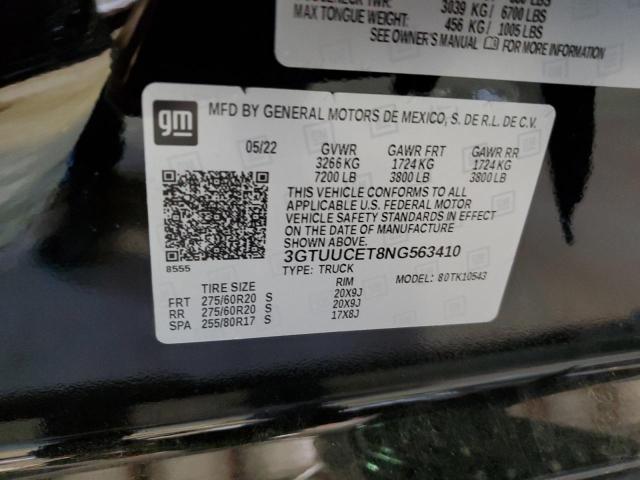 3039 KG / 6700 LBS
MAX TONGUE WEIGHT: 456 KG / 1005 LBS
SEE OWNER'S MANUAL FOR MORE INFORMATION
gm
MFD BY GENERAL MOTORS DE MEXICO, S. DE R.L. DE C.V.
05/22 GVWR GAWR FRT GAWR RR
3266 KG 1724 KG 1724 KG
7200 LB 3800 LB 3800 LB
THIS VEHICLE CONFORMS TO ALL
APPLICABLE U.S. FEDERAL MOTOR
VEHICLE SAFETY STANDARDS IN EFFECT
ON THE DATE OF MANUFACTURE
SHOWN ABOVE.
8555
3GTUUCET8NG563410
TYPE: TRUCK MODEL: 80TK10543
TIRE SIZE RIM
FRT 275/60R20 S 20X9J
RR 275/60R20 S 20X9J
SPA 255/80R17 S 17X8J